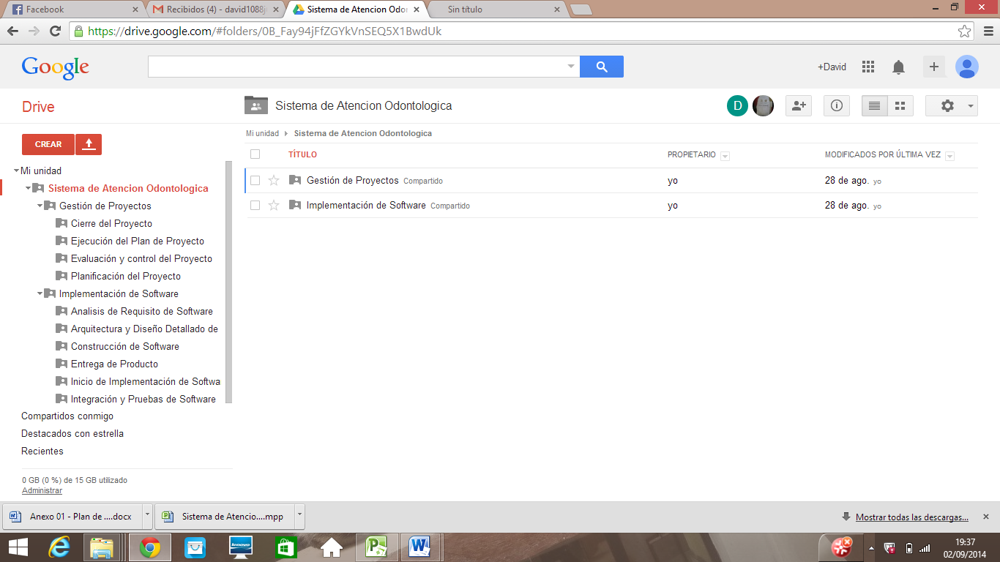 Facebook
Recibidos (4) - david1088j
Sistema de Atencion Odon
Sin título
https://drive.google.com/#folders/0B_Fay94jFfZGYkVnSEQ5X1BwdUk
Google
+David
Drive
Sistema de Atencion Odontologica
D
CREAR
Mi unidad
Sistema de Atencion Odontologica
Gestión de Proyectos
Cierre del Proyecto
Ejecución del Plan de Proyecto
Evaluación y control del Proyecto
Planificación del Proyecto
Implementación de Software
Analisis de Requisito de Software
Arquitectura y Diseño Detallado de
Construcción de Software
Entrega de Producto
Inicio de Implementación de Softwa
Integración y Pruebas de Software
Compartidos conmigo
Destacados con estrella
Recientes
0 GB (0 %) de 15 GB utilizado
Administrar
Mi unidad Sistema de Atencion Odontologica
TÍTULO PROPIETARIO MODIFICADOS POR ÚLTIMA VEZ
Gestión de Proyectos Compartido yo 28 de ago. yo
Implementación de Software Compartido yo 28 de ago. yo
Anexo 01 - Plan de ....docx
Sistema de Atencio....mpp
Mostrar todas las descargas...
lenovo
19:37
02/09/2014